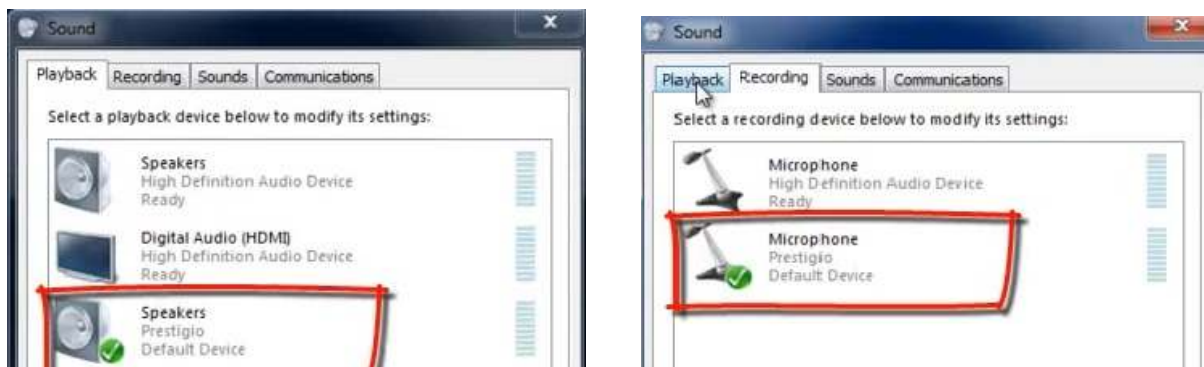 Sound
Playback Recording Sounds Communications
Select a playback device below to modify its settings:
Speakers
High Definition Audio Device
Ready
Digital Audio (HDMI)
High Definition Audio Device
Ready
Speakers
Prestigio
Default Device
Sound
Playback Recording Sounds Communications
Select a recording device below to modify its settings:
Microphone
High Definition Audio Device
Ready
Microphone
Prestigio
Default Device